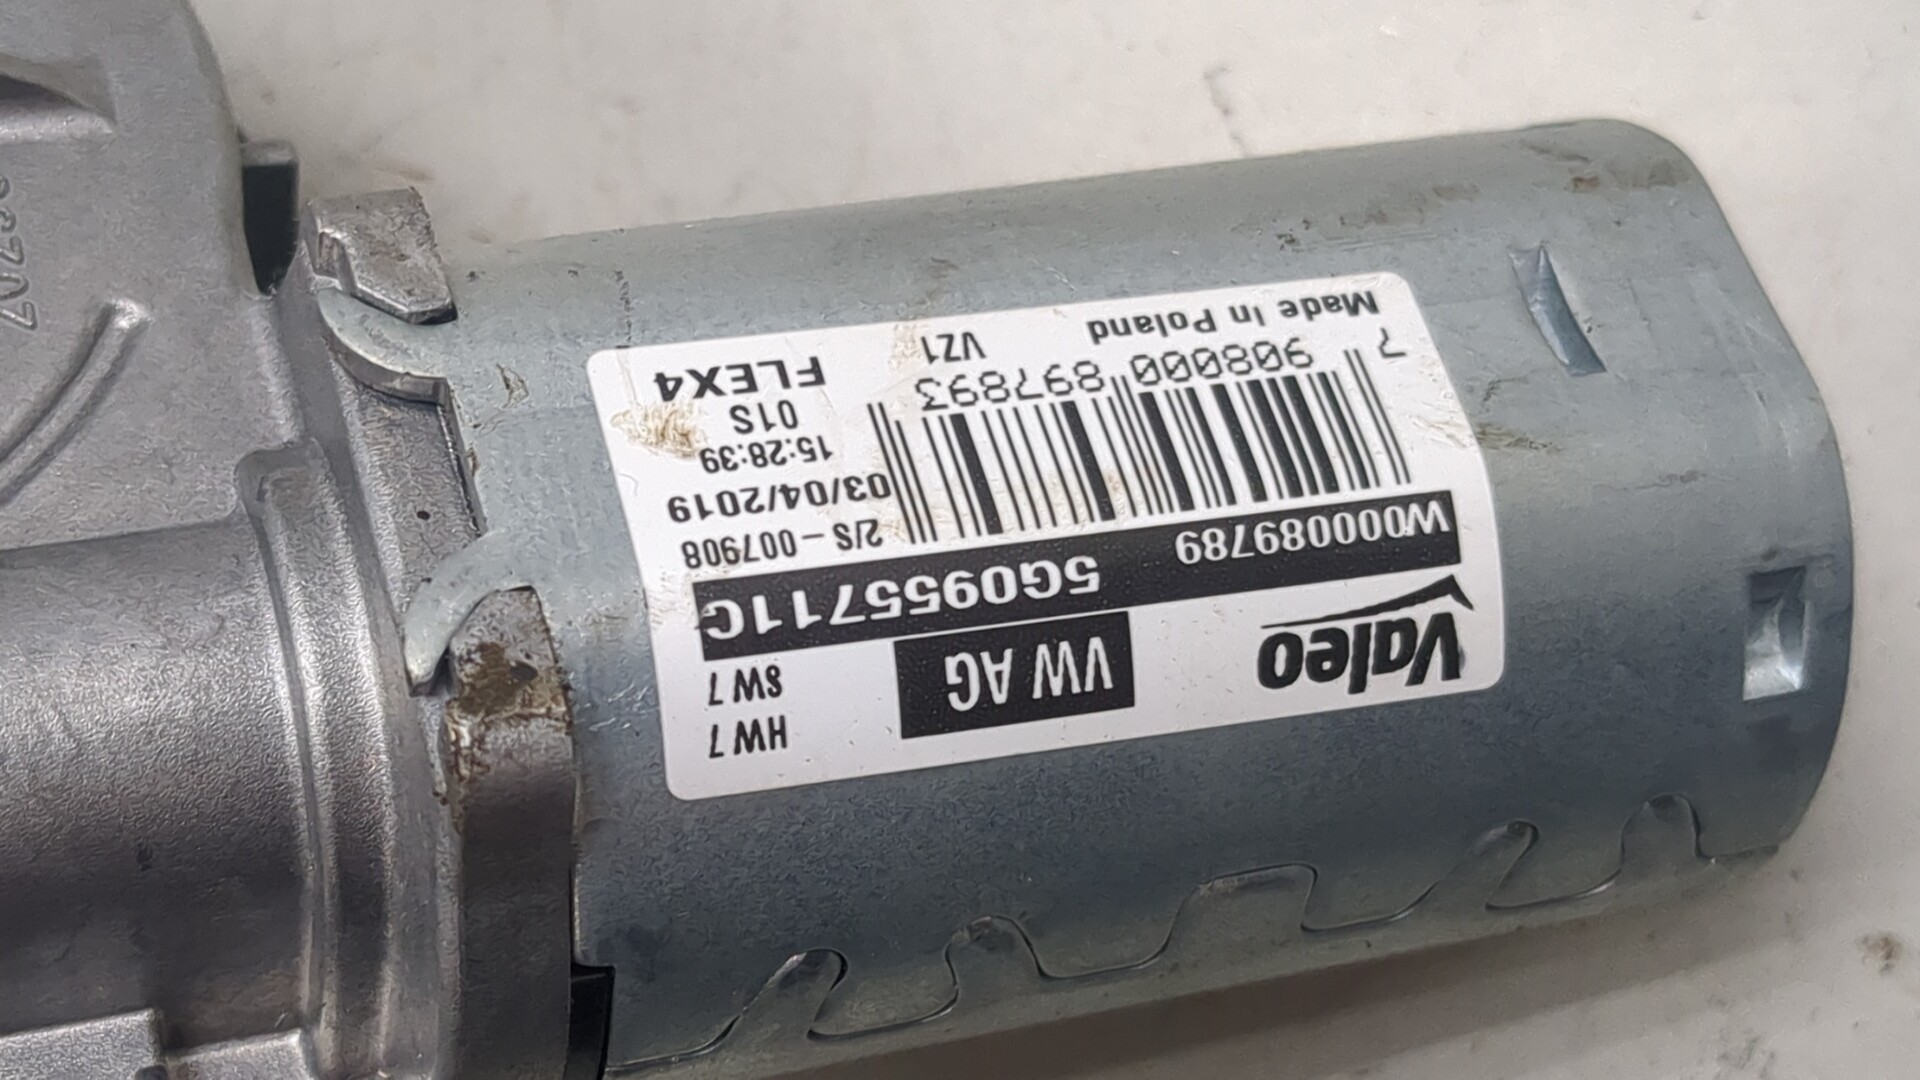 Valeo
VW AG
HW 7
SW 7
W000089789 5G0955711C
2/S - 007908
03/04/2019
15:28:39
01S
FLEX4
7 908000 897893
VZ1
Made In Poland